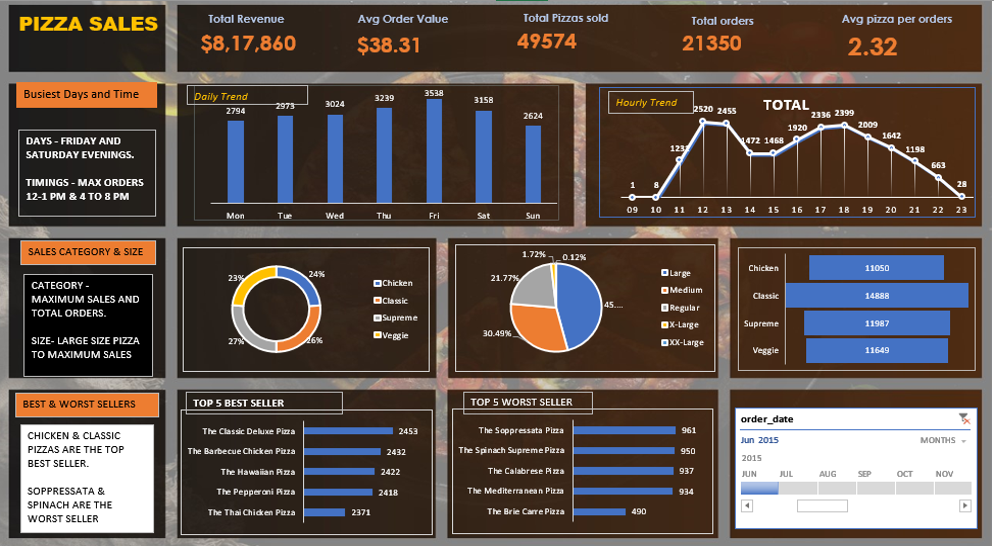 PIZZA SALES
Total Revenue
$8,17,860
Avg Order Value
$38.31
Total Pizzas sold
49574
Total orders
21350
Avg pizza per orders
2.32
Busiest Days and Time
DAYS - FRIDAY AND
SATURDAY EVENINGS.
TIMINGS - MAX ORDERS
12-1 PM & 4 TO 8 PM
Daily Trend
2794 2973 3024 3239 3538 3158 2624
Mon Tue Wed Thu Fri Sat Sun
Hourly Trend
TOTAL
1 8 2520 2455 1472 1468 1920 2336 2399 2009 1642 1198 663 28
09 10 11 12 13 14 15 16 17 18 19 20 21 22 23
SALES CATEGORY & SIZE
CATEGORY -
MAXIMUM SALES AND
TOTAL ORDERS.
SIZE- LARGE SIZE PIZZA
TO MAXIMUM SALES
23% 24%
27% 26%
Chicken
Classic
Supreme
Veggie
1.72% 0.12%
21.77%
45....
30.49%
Large
Medium
Regular
X-Large
XX-Large
Chicken 11050
Classic 14888
Supreme 11987
Veggie 11649
BEST & WORST SELLERS
CHICKEN & CLASSIC
PIZZAS ARE THE TOP
BEST SELLER.
SOPPRESSATA &
SPINACH ARE THE
WORST SELLER
TOP 5 BEST SELLER
The Classic Deluxe Pizza 2453
The Barbecue Chicken Pizza 2432
The Hawaiian Pizza 2422
The Pepperoni Pizza 2418
The Thai Chicken Pizza 2371
TOP 5 WORST SELLER
The Soppressata Pizza 961
The Spinach Supreme Pizza 950
The Calabrese Pizza 937
The Mediterranean Pizza 934
The Brie Carre Pizza 490
order_date
Jun 2015 MONTHS
2015
JUN JUL AUG SEP OCT NOV